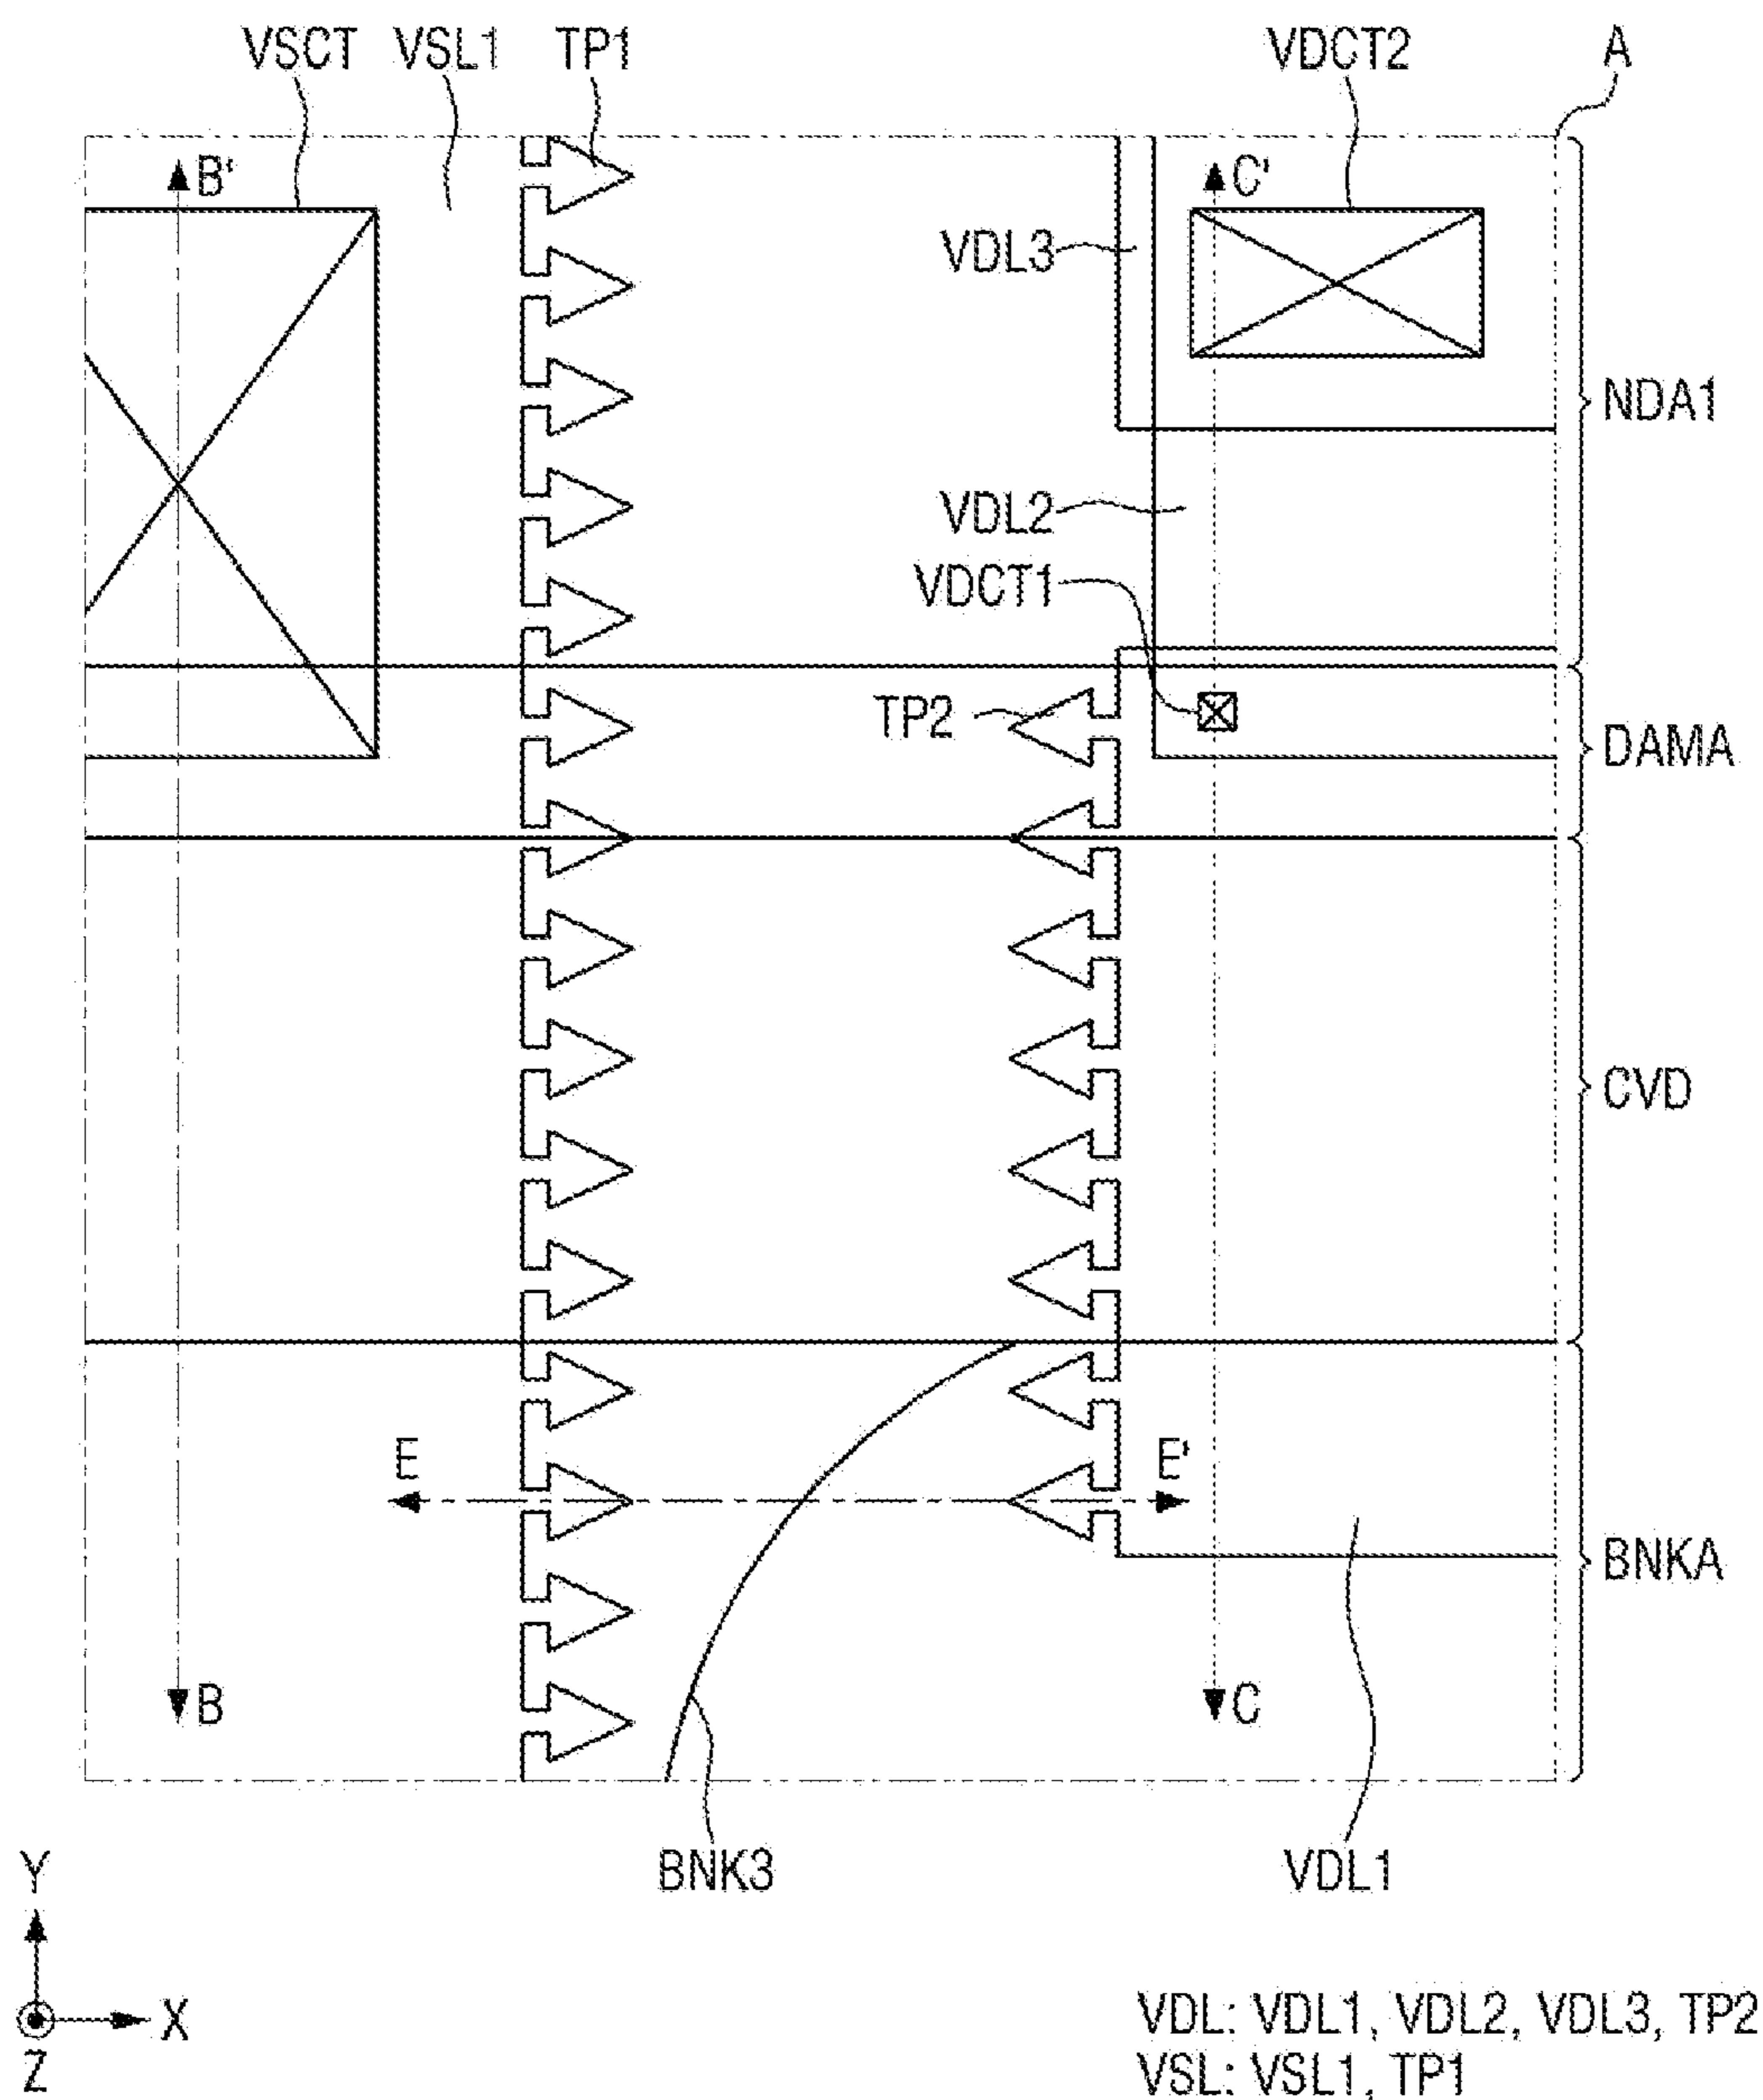 VSCT VSL1 TP1 VDCT2 A
B' C'
VDL3
NDA1
VDL2
VDCT1
TP2
DAMA
CVD
E E'
BNKA
B C
BNK3 VDL1
Y
X
Z
VDL: VDL1, VDL2, VDL3, TP2
VSL: VSL1, TP1